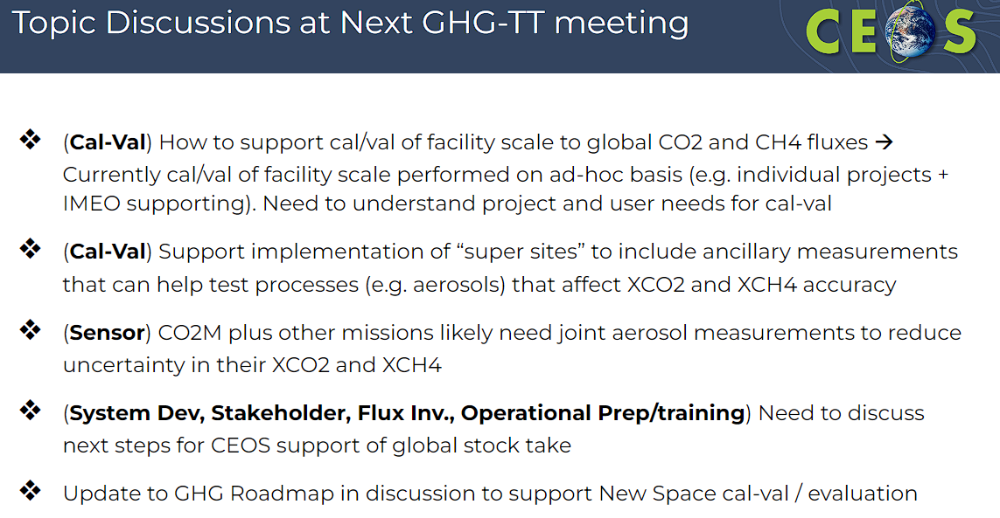 Topic Discussions at Next GHG-TT meeting
CEOS
❖ (Cal-Val) How to support cal/val of facility scale to global CO2 and CH4 fluxes →
Currently cal/val of facility scale performed on ad-hoc basis (e.g. individual projects +
IMEO supporting). Need to understand project and user needs for cal-val
❖ (Cal-Val) Support implementation of “super sites” to include ancillary measurements
that can help test processes (e.g. aerosols) that affect XCO2 and XCH4 accuracy
❖ (Sensor) CO2M plus other missions likely need joint aerosol measurements to reduce
uncertainty in their XCO2 and XCH4
❖ (System Dev, Stakeholder, Flux Inv., Operational Prep/training) Need to discuss
next steps for CEOS support of global stock take
❖ Update to GHG Roadmap in discussion to support New Space cal-val / evaluation